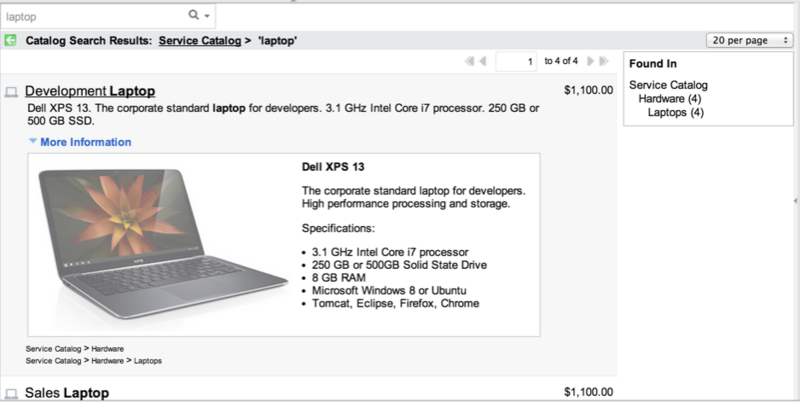 laptop
Catalog Search Results: Service Catalog > 'laptop'
20 per page
1 to 4 of 4
Found In
Service Catalog
Hardware (4)
Laptops (4)
Development Laptop
$1,100.00
Dell XPS 13. The corporate standard laptop for developers. 3.1 GHz Intel Core i7 processor. 250 GB or
500 GB SSD.
More Information
Dell XPS 13
The corporate standard laptop for developers.
High performance processing and storage.
Specifications:
• 3.1 GHz Intel Core i7 processor
• 250 GB or 500GB Solid State Drive
• 8 GB RAM
• Microsoft Windows 8 or Ubuntu
• Tomcat, Eclipse, Firefox, Chrome
Service Catalog > Hardware
Service Catalog > Hardware > Laptops
Sales Laptop
$1,100.00